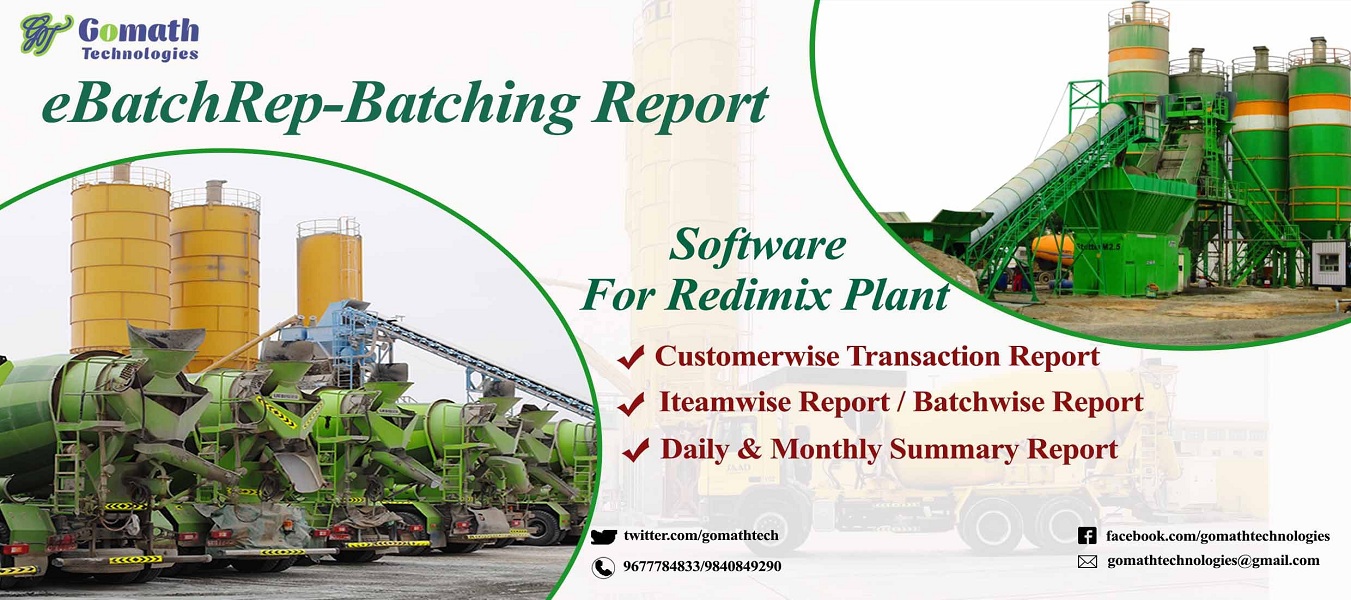 Gomath
Technologies
eBatchRep-Batching Report
Software
For Redimix Plant
Customerwise Transaction Report
Iteamwise Report / Batchwise Report
Daily & Monthly Summary Report
twitter.com/gomathtech
facebook.com/gomathtechnologies
9677784833/9840849290
gomathtechnologies@gmail.com